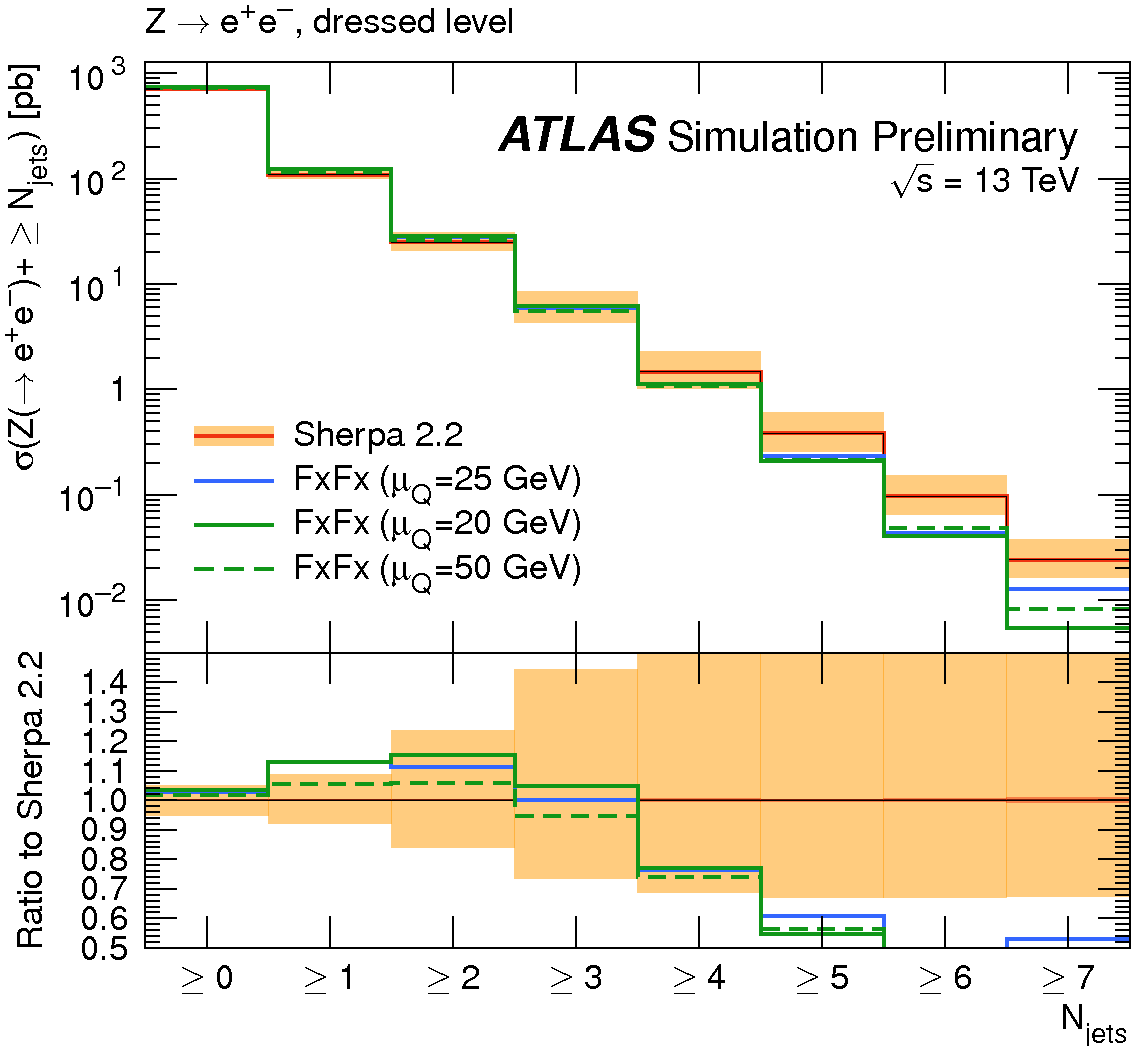 Z → e⁺e⁻, dressed level
σ(Z(→ e⁺e⁻)+ ≥ N_jets) [pb]
10³
10²
10¹
1
10⁻¹
10⁻²
ATLAS Simulation Preliminary
√s = 13 TeV
Sherpa 2.2
FxFx (μ_Q=25 GeV)
FxFx (μ_Q=20 GeV)
FxFx (μ_Q=50 GeV)
Ratio to Sherpa 2.2
1.4
1.3
1.2
1.1
1.0
0.9
0.8
0.7
0.6
0.5
≥ 0 ≥ 1 ≥ 2 ≥ 3 ≥ 4 ≥ 5 ≥ 6 ≥ 7
N_jets